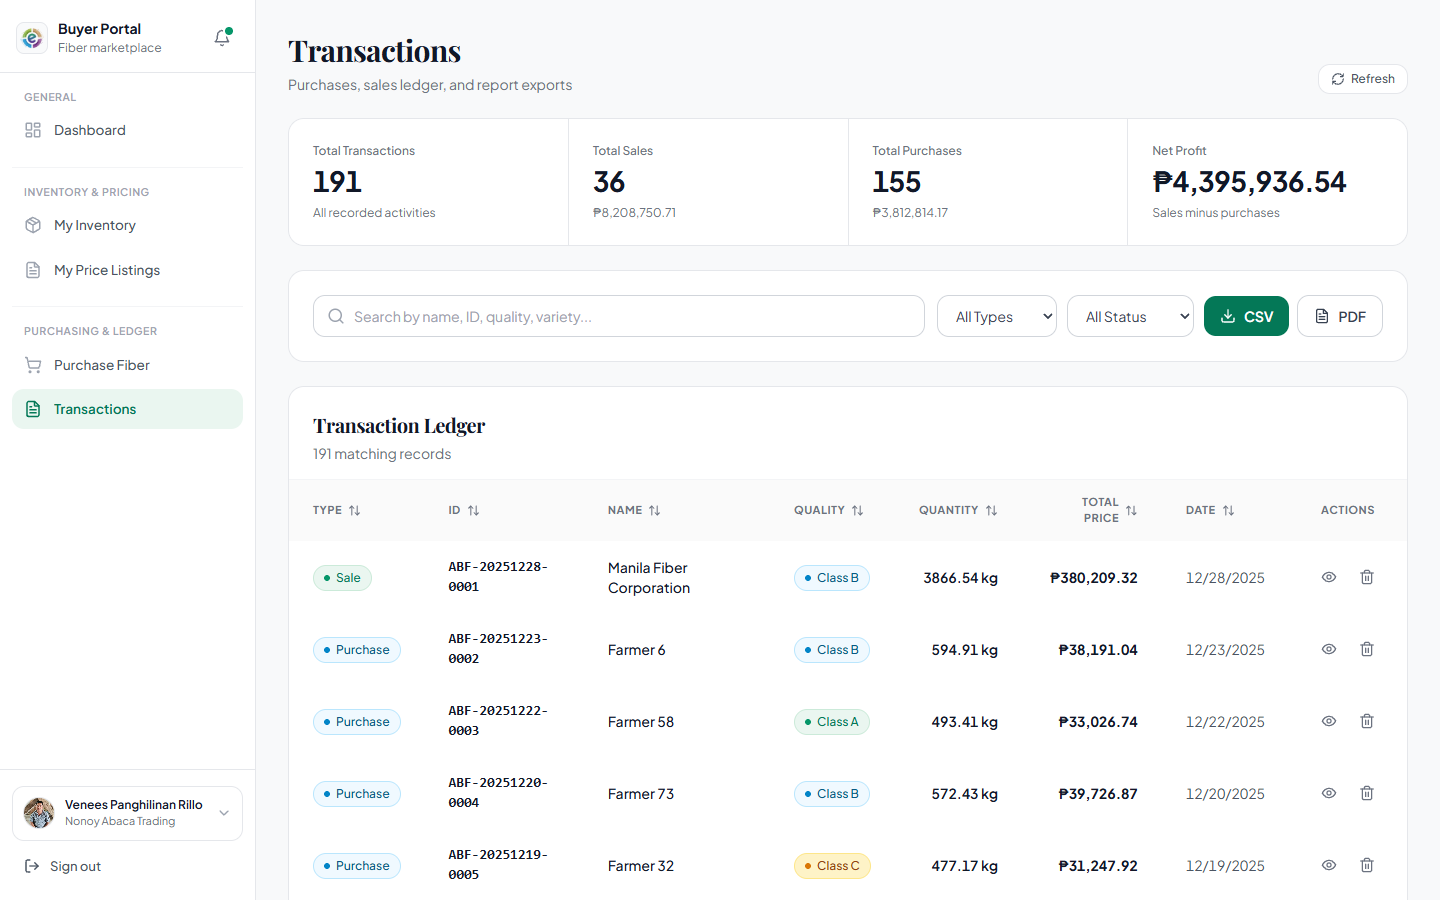 Buyer Portal
Fiber marketplace
GENERAL
Dashboard
INVENTORY & PRICING
My Inventory
My Price Listings
PURCHASING & LEDGER
Purchase Fiber
Transactions
Venees Panghilinan Rillo
Nonoy Abaca Trading
Sign out
Transactions
Purchases, sales ledger, and report exports
Refresh
Total Transactions
191
All recorded activities
Total Sales
36
₱8,208,750.71
Total Purchases
155
₱3,812,814.17
Net Profit
₱4,395,936.54
Sales minus purchases
Search by name, ID, quality, variety...
All Types
All Status
CSV
PDF
Transaction Ledger
191 matching records
TYPE ID NAME QUALITY QUANTITY TOTAL PRICE DATE ACTIONS
Sale ABF-20251228-0001 Manila Fiber Corporation Class B 3866.54 kg ₱380,209.32 12/28/2025
Purchase ABF-20251223-0002 Farmer 6 Class B 594.91 kg ₱38,191.04 12/23/2025
Purchase ABF-20251222-0003 Farmer 58 Class A 493.41 kg ₱33,026.74 12/22/2025
Purchase ABF-20251220-0004 Farmer 73 Class B 572.43 kg ₱39,726.87 12/20/2025
Purchase ABF-20251219-0005 Farmer 32 Class C 477.17 kg ₱31,247.92 12/19/2025